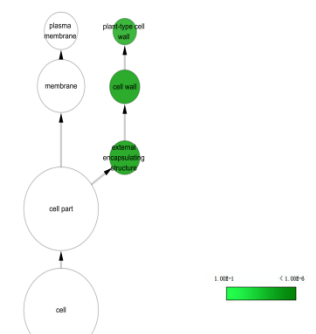 plasma
membrane
plant-type cell
wall
membrane
cell wall
external
encapsulating
structure
cell part
cell
1.00E-1
< 1.00E-6